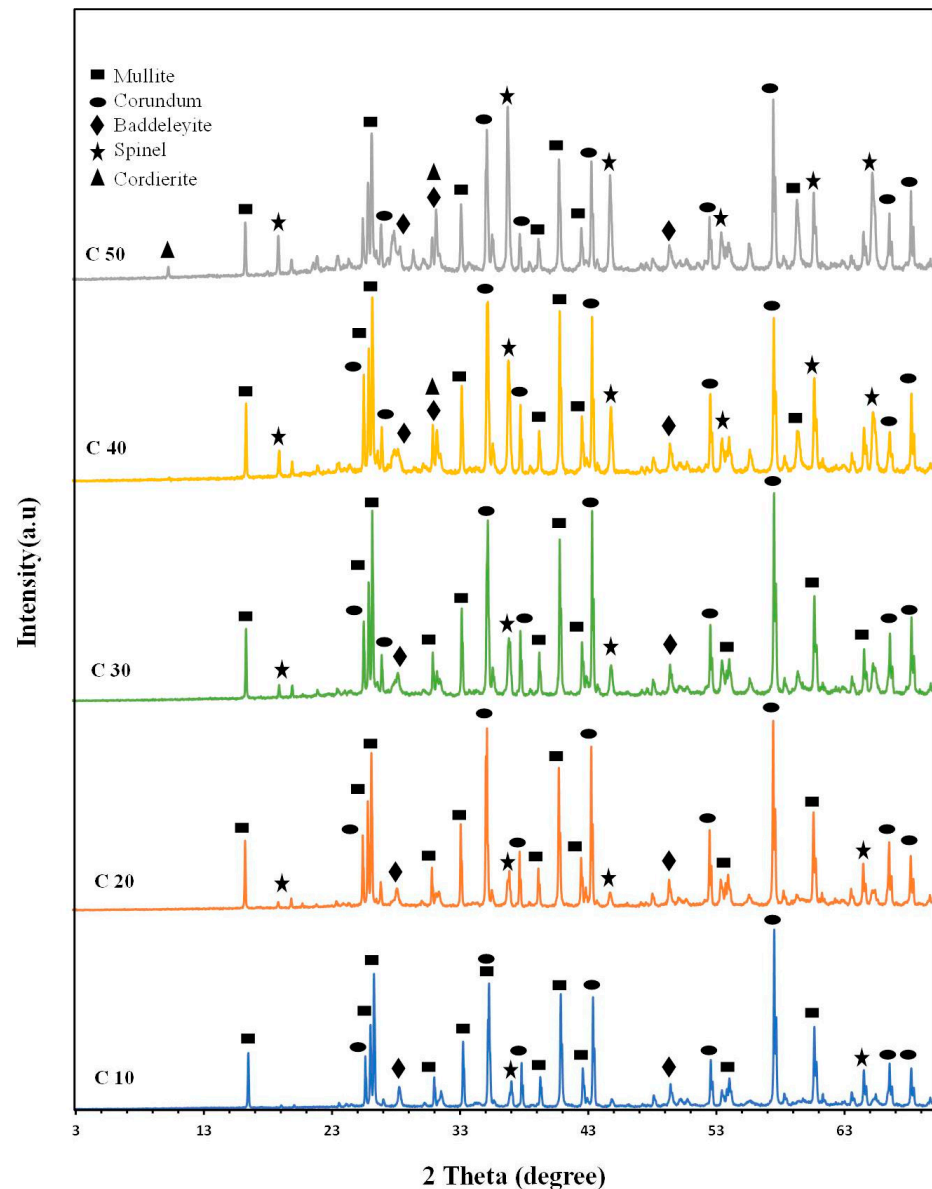 Mullite
Corundum
Baddeleyite
Spinel
Cordierite
C 50
C 40
C 30
C 20
C 10
Intensity(a.u)
3 13 23 33 43 53 63
2 Theta (degree)